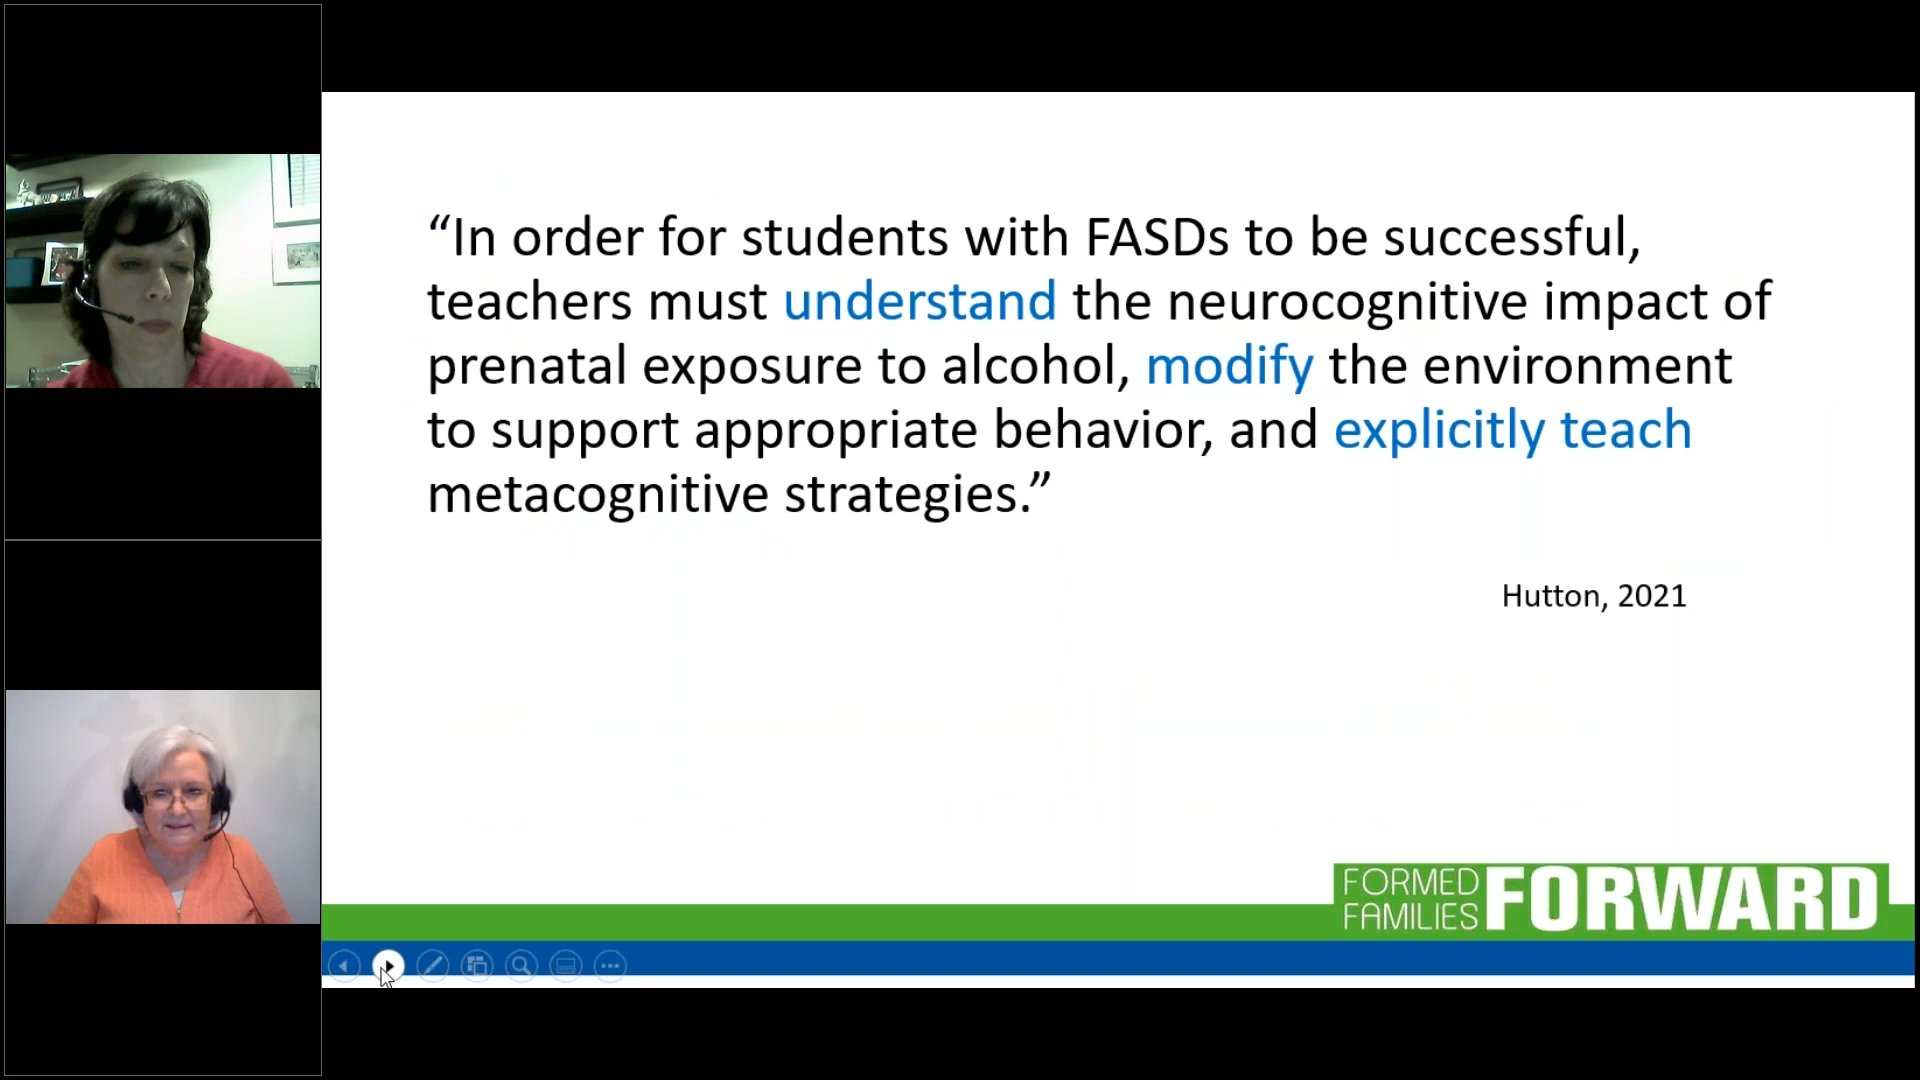 “In order for students with FASDs to be successful,
teachers must understand the neurocognitive impact of
prenatal exposure to alcohol, modify the environment
to support appropriate behavior, and explicitly teach
metacognitive strategies.”
Hutton, 2021
FORMED
FAMILIES
FORWARD